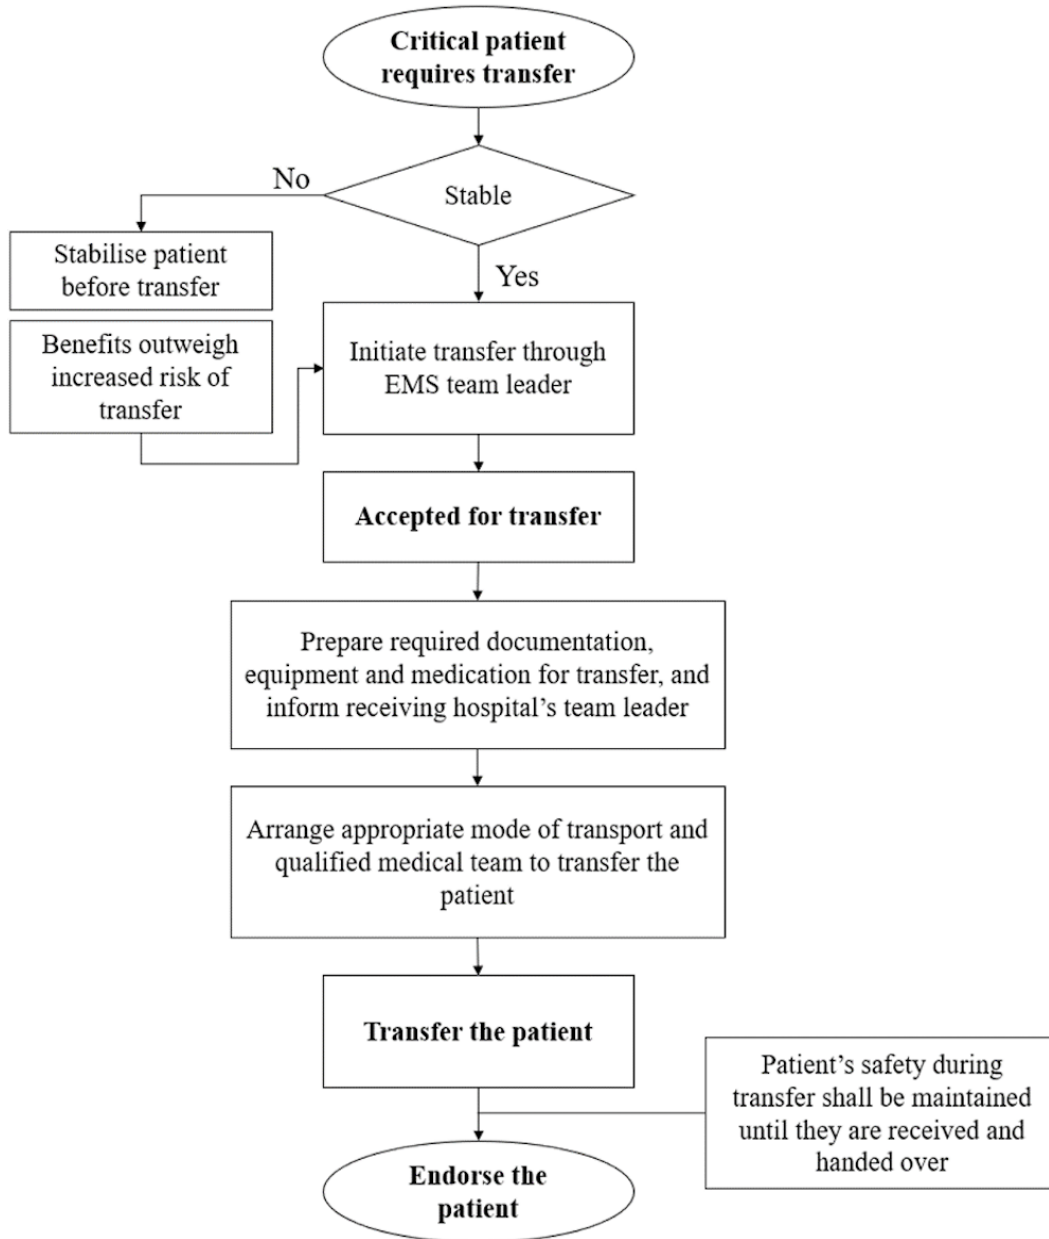 Critical patient
requires transfer
Stable
No
Yes
Stabilise patient
before transfer
Benefits outweigh
increased risk of
transfer
Initiate transfer through
EMS team leader
Accepted for transfer
Prepare required documentation,
equipment and medication for transfer, and
inform receiving hospital’s team leader
Arrange appropriate mode of transport and
qualified medical team to transfer the
patient
Transfer the patient
Patient’s safety during
transfer shall be maintained
until they are received and
handed over
Endorse the
patient